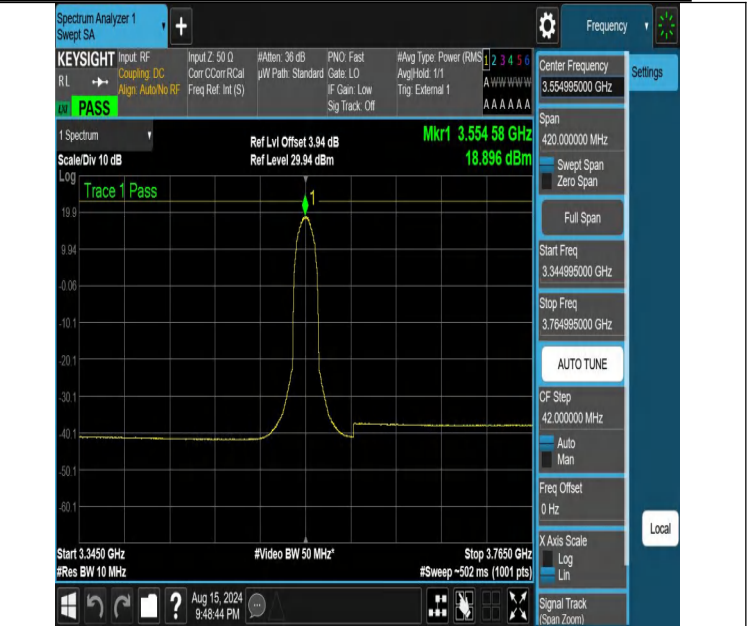 Spectrum Analyzer 1
Swept SA
+
Frequency
KEYSIGHT
RL
LXI
PASS
Input: RF
Coupling: DC
Align: Auto/No RF
Input Z: 50 Ω
Corr CCorr RCal
Freq Ref: Int (S)
#Atten: 36 dB
µW Path: Standard
PNO: Fast
Gate: LO
IF Gain: Low
Sig Track: Off
#Avg Type: Power (RMS
Avg|Hold: 1/1
Trig: External 1
1 2 3 4 5 6
A W W W W W
A A A A A A
1 Spectrum
Scale/Div 10 dB
Log
Ref Lvl Offset 3.94 dB
Ref Level 29.94 dBm
Mkr1 3.554 58 GHz
18.896 dBm
Trace 1 Pass
1
19.9
9.94
-0.06
-10.1
-20.1
-30.1
-40.1
-50.1
-60.1
Start 3.3450 GHz
#Res BW 10 MHz
#Video BW 50 MHz*
Stop 3.7650 GHz
#Sweep ~502 ms (1001 pts)
Center Frequency
3.554995000 GHz
Settings
Span
420.000000 MHz
Swept Span
Zero Span
Full Span
Start Freq
3.344995000 GHz
Stop Freq
3.764995000 GHz
AUTO TUNE
CF Step
42.000000 MHz
Auto
Man
Freq Offset
0 Hz
X Axis Scale
Log
Lin
Local
Signal Track
(Span Zoom)
?
Aug 15, 2024
9:48:44 PM